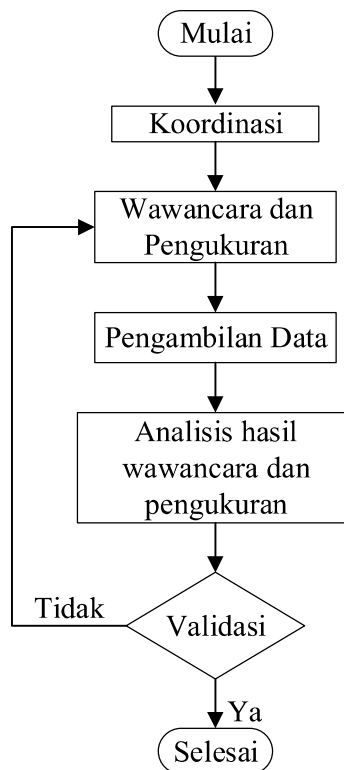 Mulai
Koordinasi
Wawancara dan
Pengukuran
Pengambilan Data
Analisis hasil
wawancara dan
pengukuran
Tidak
Validasi
Ya
Selesai